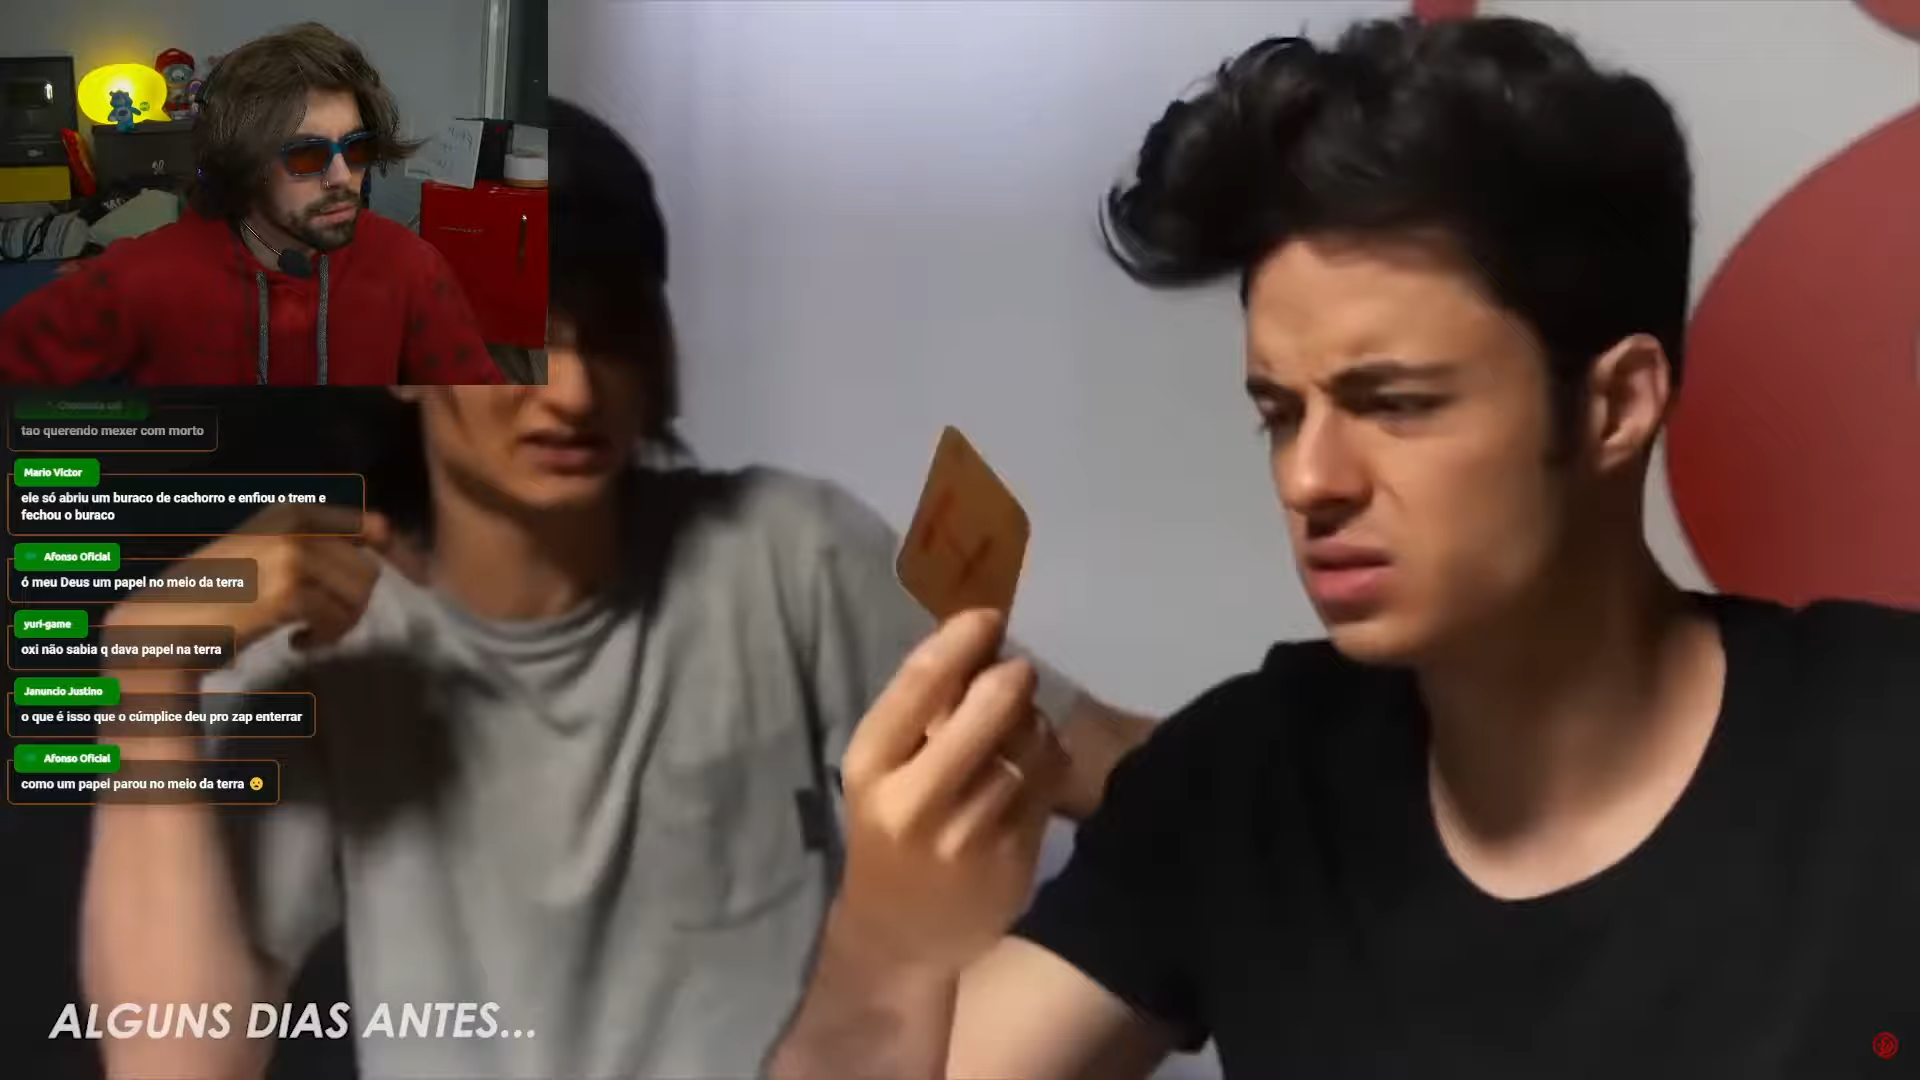 tao querendo mexer com morto
Mario Victor
ele só abriu um buraco de cachorro e enfiou o trem e
fechou o buraco
Afonso Oficial
ó meu Deus um papel no meio da terra
yuri-game
oxi não sabia q dava papel na terra
Januncio Justino
o que é isso que o cúmplice deu pro zap enterrar
Afonso Oficial
como um papel parou no meio da terra 😦
ALGUNS DIAS ANTES...